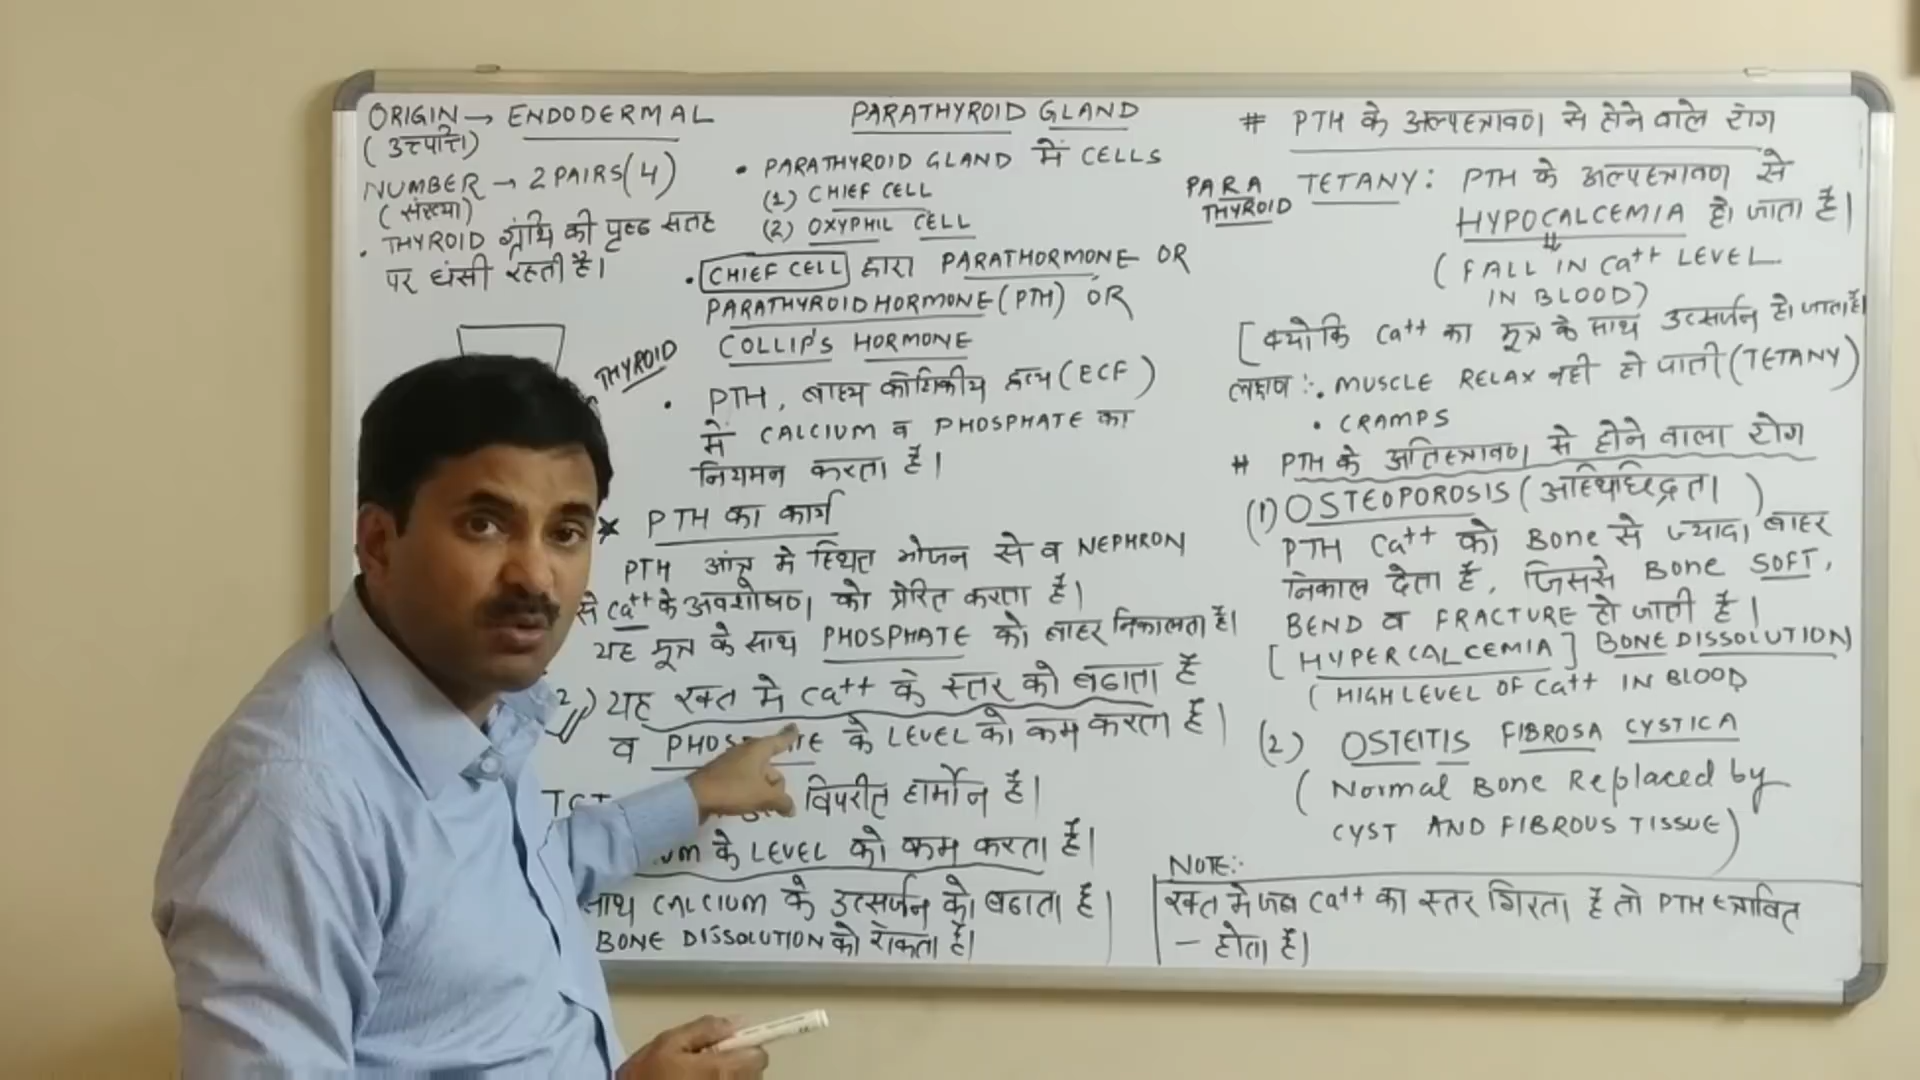 ORIGIN → ENDODERMAL
(उत्पत्ति)
NUMBER → 2 PAIRS (4)
(संख्या)
• THYROID ग्रंथि की पृष्ठ सतह
पर धंसी रहती है।
THYROID
PARATHYROID GLAND
• PARATHYROID GLAND में CELLS
(1) CHIEF CELL
(2) OXYPHIL CELL
• CHIEF CELL द्वारा PARATHORMONE OR
PARATHYROID HORMONE (PTH) OR
COLLIP'S HORMONE
• PTH, बाह्य कोशिकीय द्रव्य (ECF)
में CALCIUM व PHOSPHATE का
नियमन करता है।
* PTH का कार्य
PTH आंत्र में स्थित भोजन से व NEPHRON
से Ca++ के अवशोषण को प्रेरित करता है।
यह मूत्र के साथ PHOSPHATE को बाहर निकालता है।
2) यह रक्त में Ca++ के स्तर को बढाता है
व PHOSPHATE के LEVEL को कम करता है।
विपरीत हार्मोन है।
के LEVEL को कम करता है।
साथ CALCIUM के उत्सर्जन को बढाता है।
BONE DISSOLUTION को रोकता है।
PARA
THYROID
# PTH के अल्पस्त्रावण से होने वाले रोग
TETANY: PTH के अल्पस्त्रावण से
HYPOCALCEMIA हो जाता है।
(FALL IN Ca++ LEVEL
IN BLOOD)
[क्योकि Ca++ का मूत्र के साथ उत्सर्जन हो जाता है।
लक्षण :- • MUSCLE RELAX नही हो पाती (TETANY)
• CRAMPS
# PTH के अतिस्त्रावण से होने वाला रोग
(1) OSTEOPOROSIS (अस्थिछिद्रता)
PTH Ca++ को Bone से ज्यादा बाहर
निकाल देता है, जिससे Bone SOFT,
BEND व FRACTURE हो जाती है।
[HYPERCALCEMIA] BONE DISSOLUTION
(HIGH LEVEL OF Ca++ IN BLOOD
(2) OSTEITIS FIBROSA CYSTICA
(Normal Bone Replaced by
CYST AND FIBROUS TISSUE)
NOTE:-
रक्त मे जब Ca++ का स्तर गिरता है तो PTH स्त्रावित
- होता है।